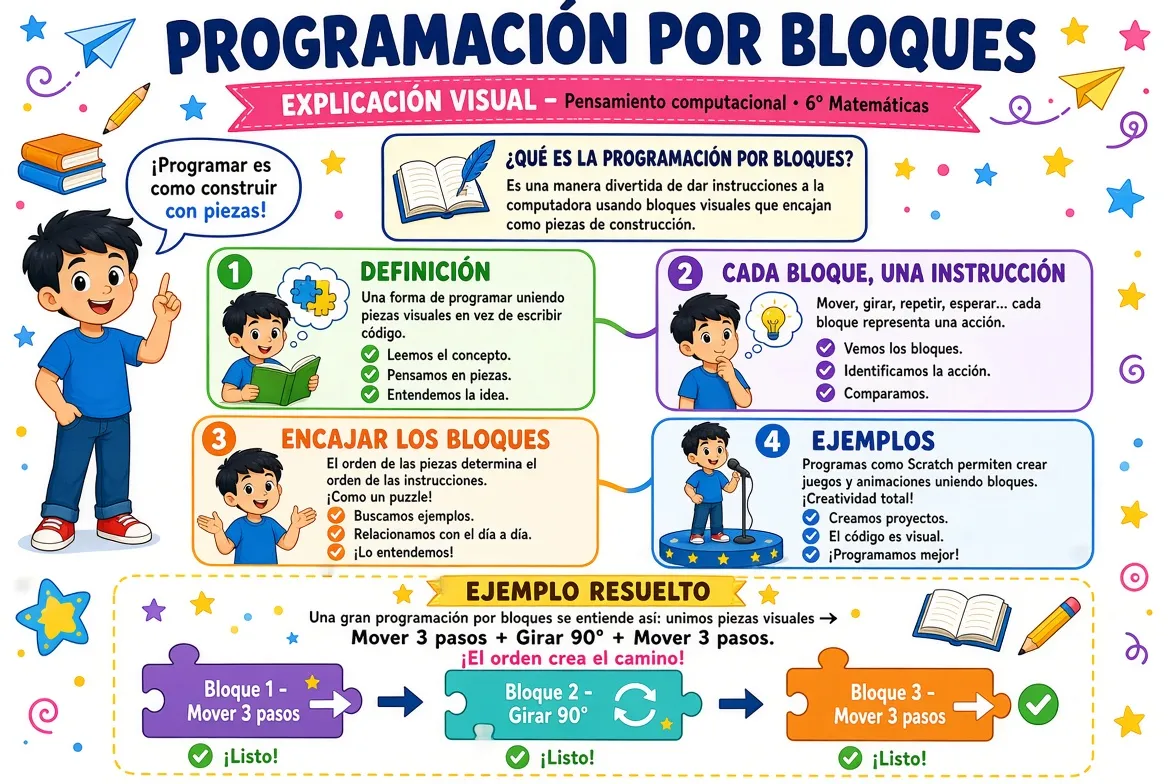 PROGRAMACIÓN POR BLOQUES
EXPLICACIÓN VISUAL – Pensamiento computacional • 6º Matemáticas
¡Programar es
como construir
con piezas!
¿QUÉ ES LA PROGRAMACIÓN POR BLOQUES?
Es una manera divertida de dar instrucciones a la
computadora usando bloques visuales que encajan
como piezas de construcción.
1 DEFINICIÓN
Una forma de programar uniendo
piezas visuales en vez de escribir
código.
Leemos el concepto.
Pensamos en piezas.
Entendemos la idea.
2 CADA BLOQUE, UNA INSTRUCCIÓN
Mover, girar, repetir, esperar... cada
bloque representa una acción.
Vemos los bloques.
Identificamos la acción.
Comparamos.
3 ENCAJAR LOS BLOQUES
El orden de las piezas determina el
orden de las instrucciones.
¡Como un puzzle!
Buscamos ejemplos.
Relacionamos con el día a día.
¡Lo entendemos!
4 EJEMPLOS
Programas como Scratch permiten crear
juegos y animaciones uniendo bloques.
¡Creatividad total!
Creamos proyectos.
El código es visual.
¡Programamos mejor!
EJEMPLO RESUELTO
Una gran programación por bloques se entiende así: unimos piezas visuales →
Mover 3 pasos + Girar 90° + Mover 3 pasos.
¡El orden crea el camino!
Bloque 1 -
Mover 3 pasos
Bloque 2 -
Girar 90°
Bloque 3 -
Mover 3 pasos
¡Listo!
¡Listo!
¡Listo!